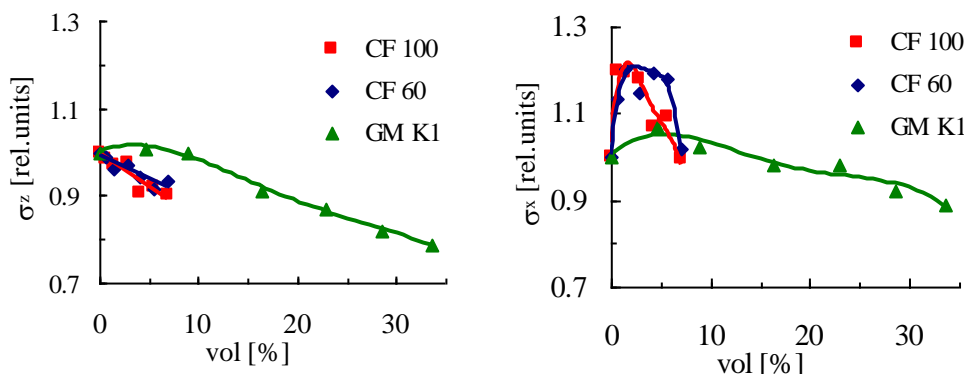 1.3
1.1
0.9
0.7
σz [rel.units]
0
10
20
30
vol [%]
CF 100
CF 60
GM K1
1.3
1.1
0.9
0.7
σx [rel.units]
0
10
20
30
vol [%]
CF 100
CF 60
GM K1